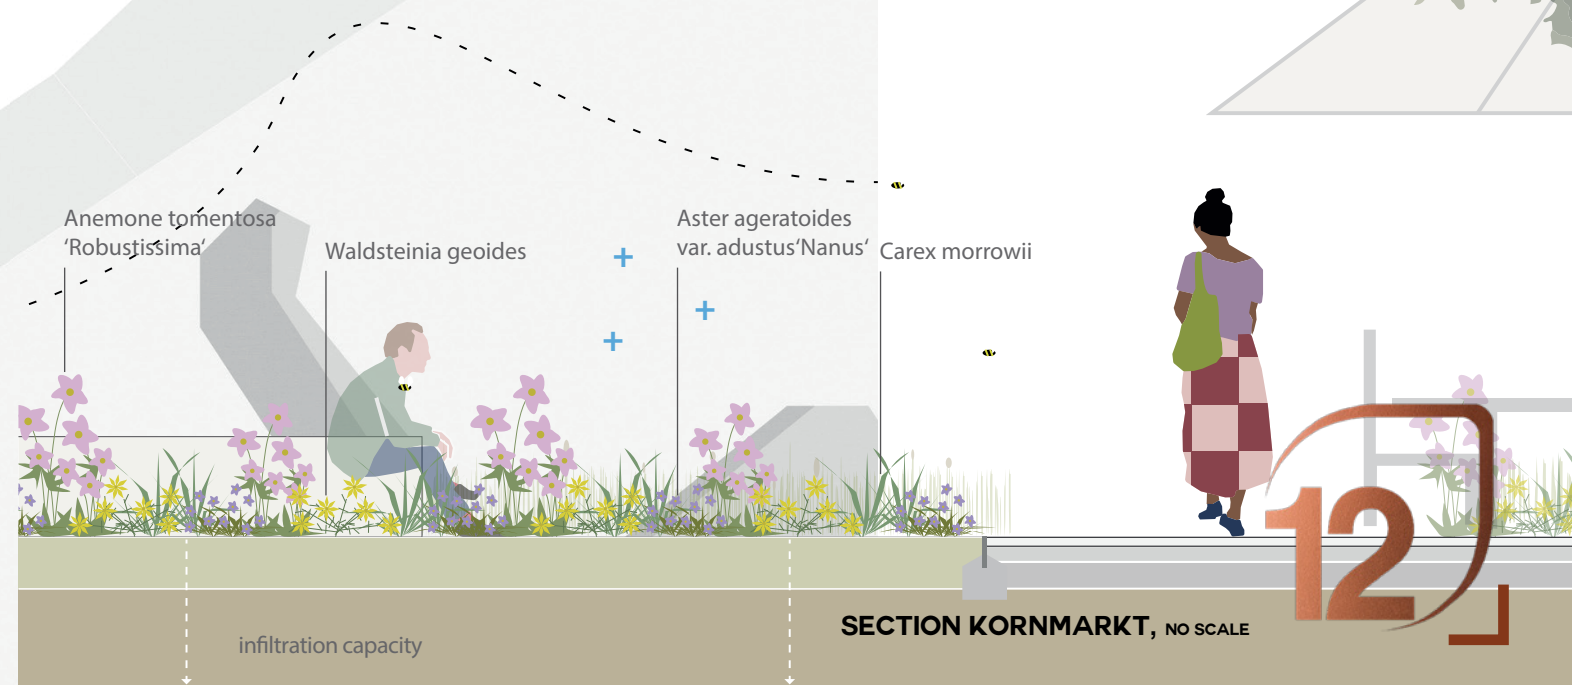 Anemone tomentosa
‘Robustissima‘
Waldsteinia geoides
Aster ageratoides
var. adustus‘Nanus‘
Carex morrowii
infiltration capacity
SECTION KORNMARKT, NO SCALE
12